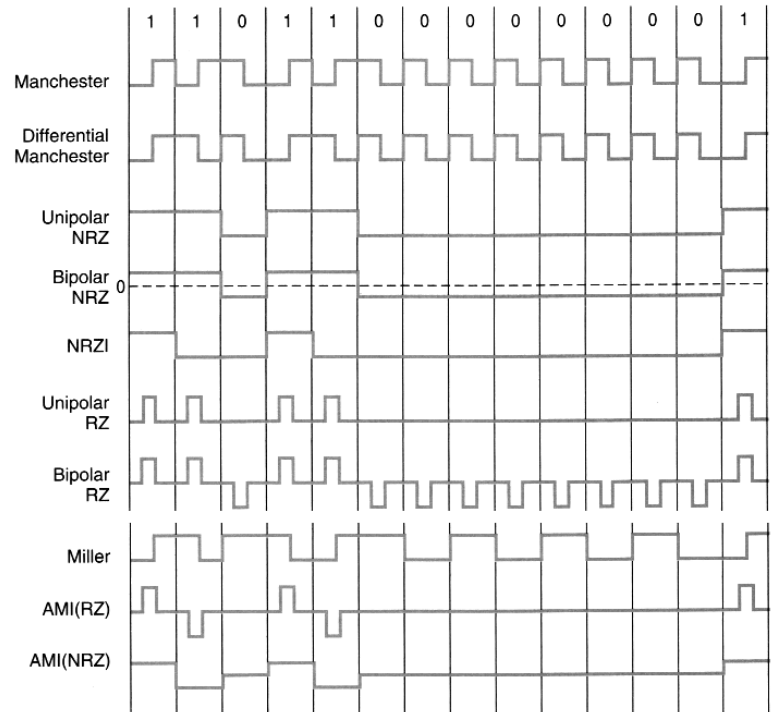 1 1 0 1 1 0 0 0 0 0 0 0 0 1
Manchester
Differential
Manchester
Unipolar
NRZ
Bipolar
0
NRZ
NRZI
Unipolar
RZ
Bipolar
RZ
Miller
AMI(RZ)
AMI(NRZ)